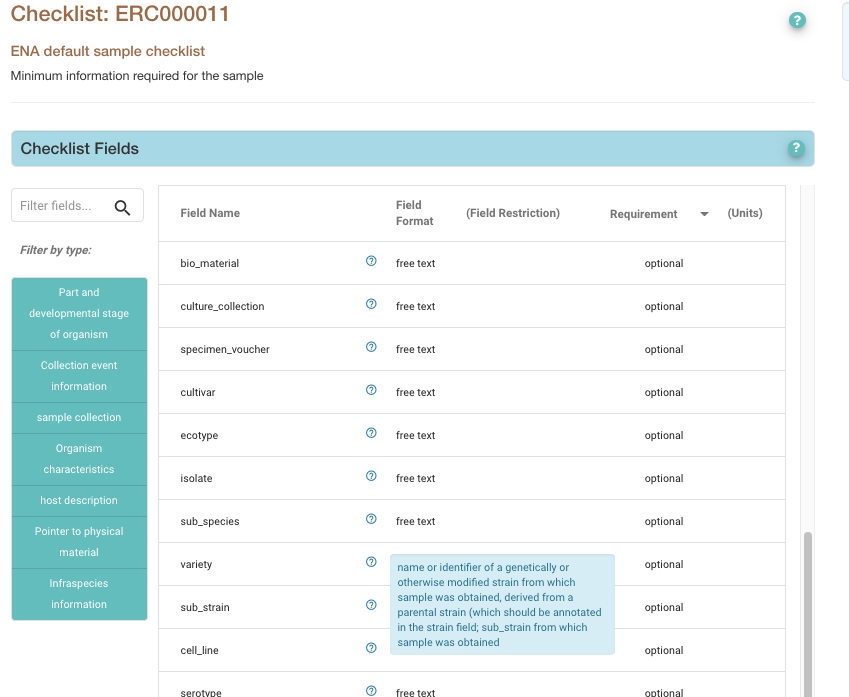 Checklist: ERC000011
?
ENA default sample checklist
Minimum information required for the sample
Checklist Fields
?
Filter fields...
Filter by type:
Part and
developmental stage
of organism
Collection event
information
sample collection
Organism
characteristics
host description
Pointer to physical
material
Infraspecies
information
Field Name Field Format (Field Restriction) Requirement (Units)
bio_material ? free text optional
culture_collection ? free text optional
specimen_voucher ? free text optional
cultivar ? free text optional
ecotype ? free text optional
isolate ? free text optional
sub_species ? free text optional
variety ? optional
sub_strain ? optional
cell_line ? optional
name or identifier of a genetically or
otherwise modified strain from which
sample was obtained, derived from a
parental strain (which should be annotated
in the strain field; sub_strain from which
sample was obtained
serotype ? free text optional